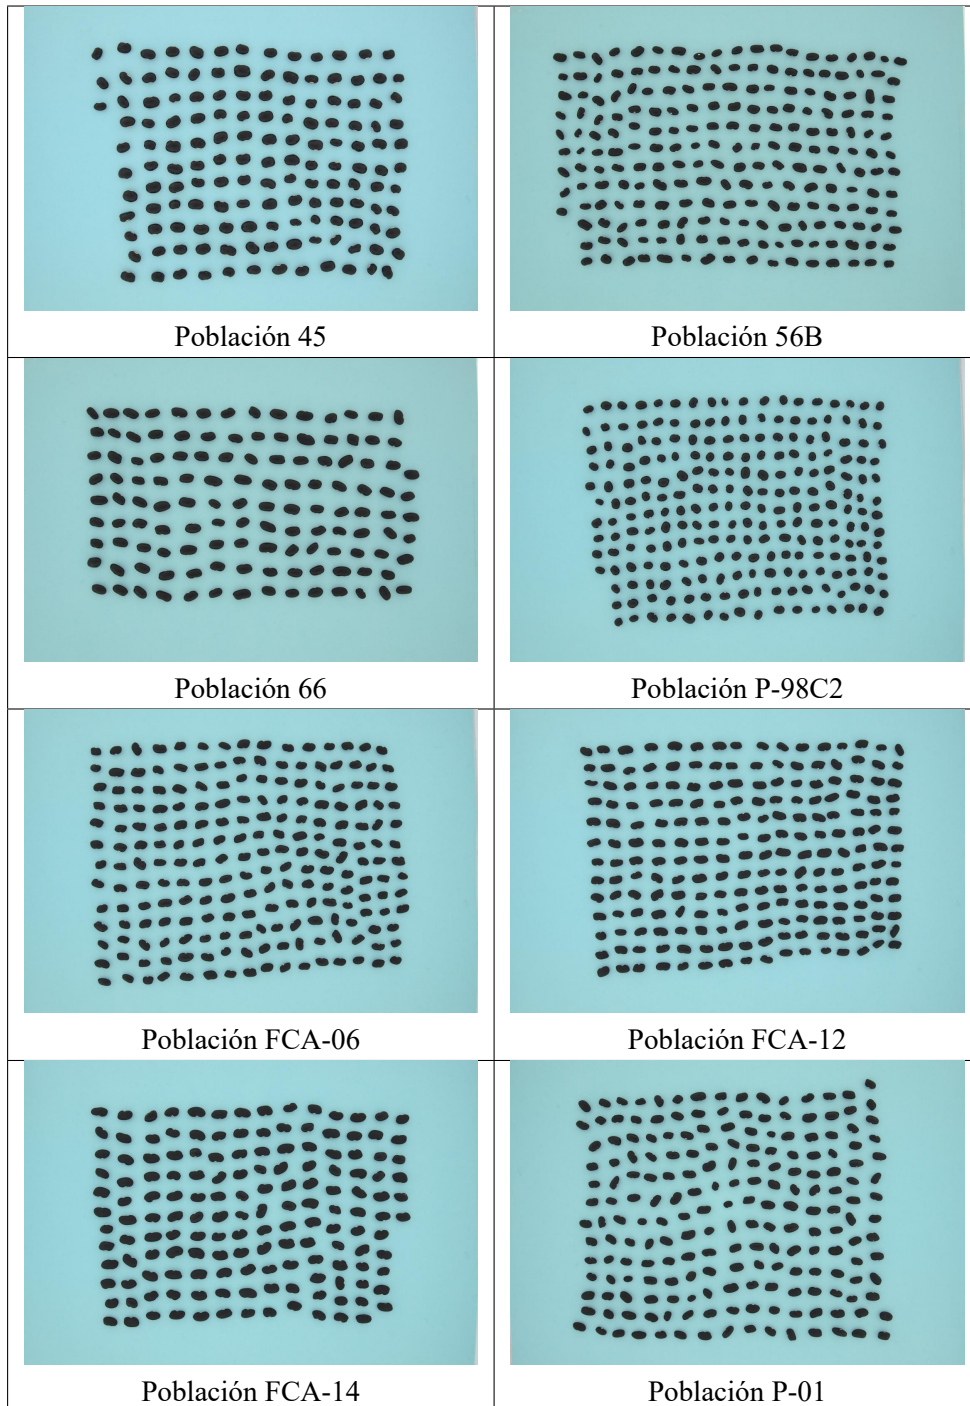 Población 45
Población 56B
Población 66
Población P-98C2
Población FCA-06
Población FCA-12
Población FCA-14
Población P-01